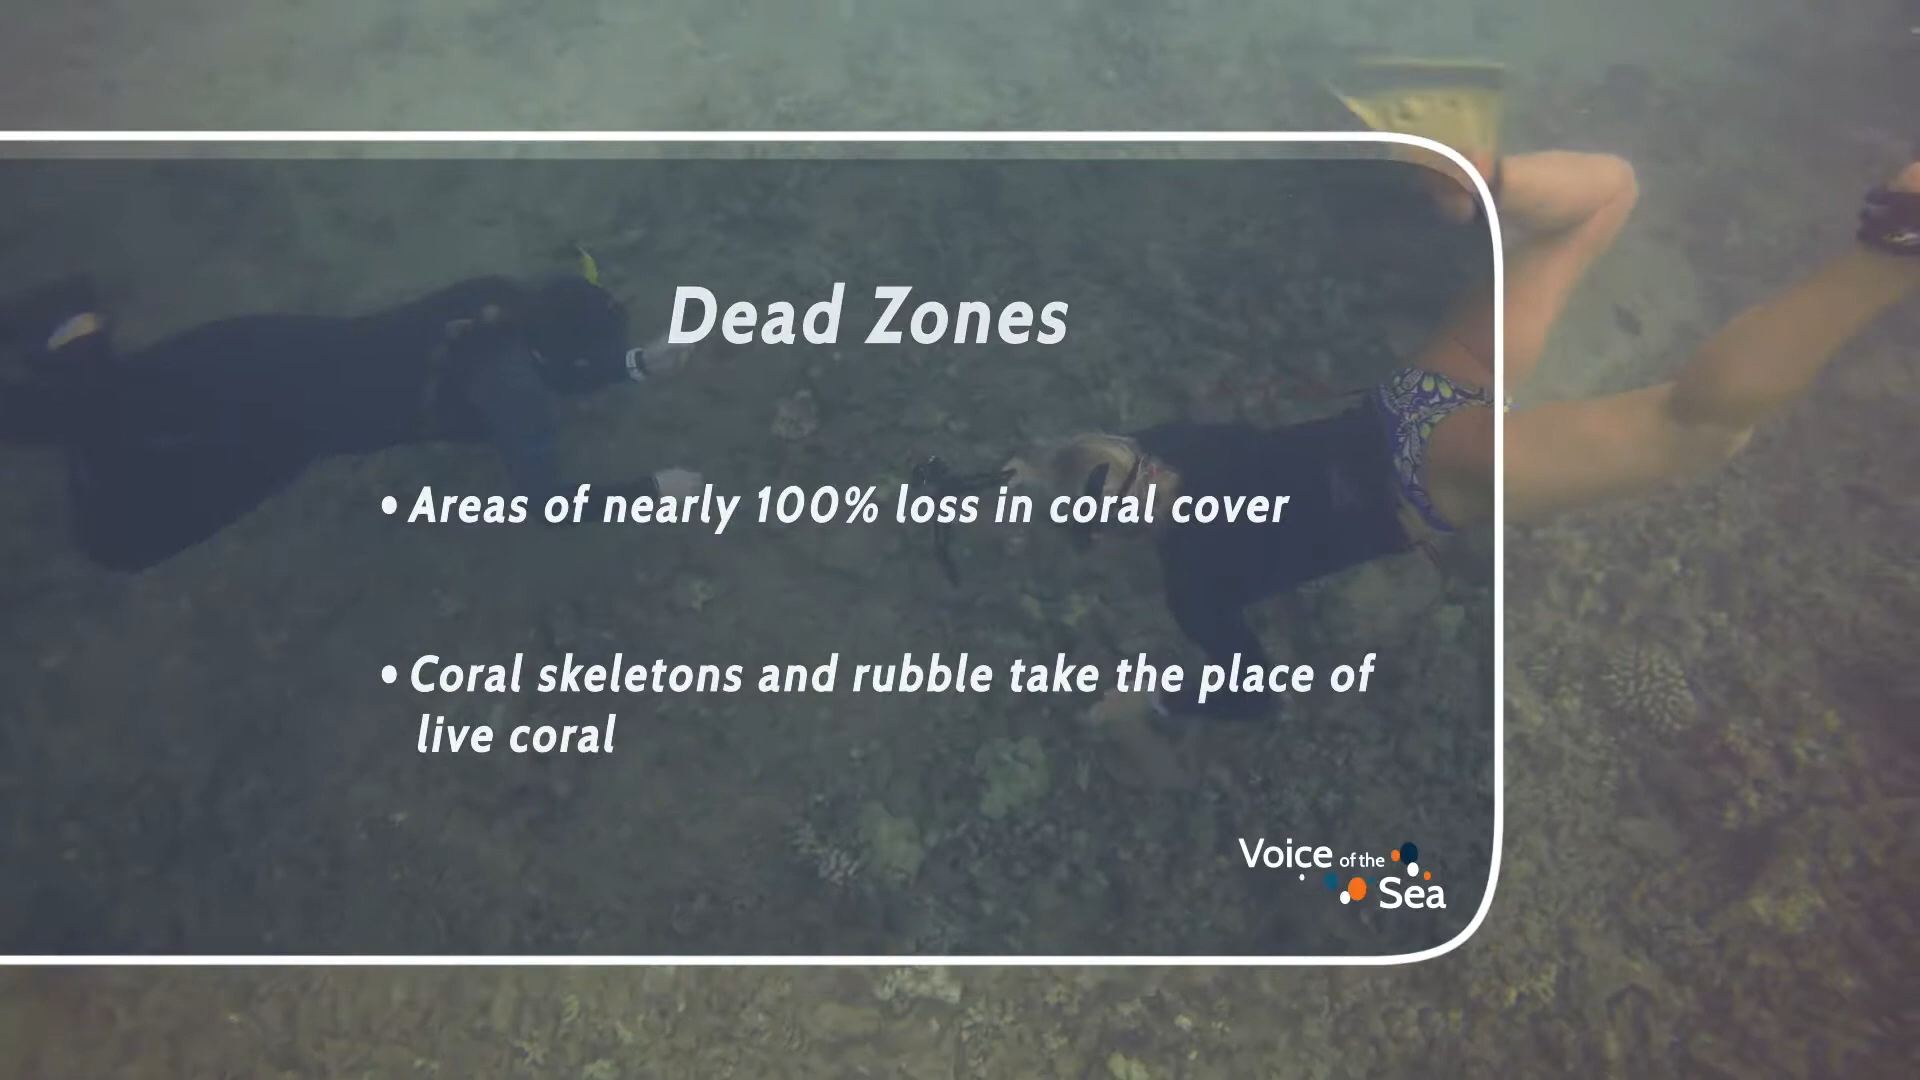 Dead Zones
• Areas of nearly 100% loss in coral cover
• Coral skeletons and rubble take the place of
live coral
Voice of the
Sea